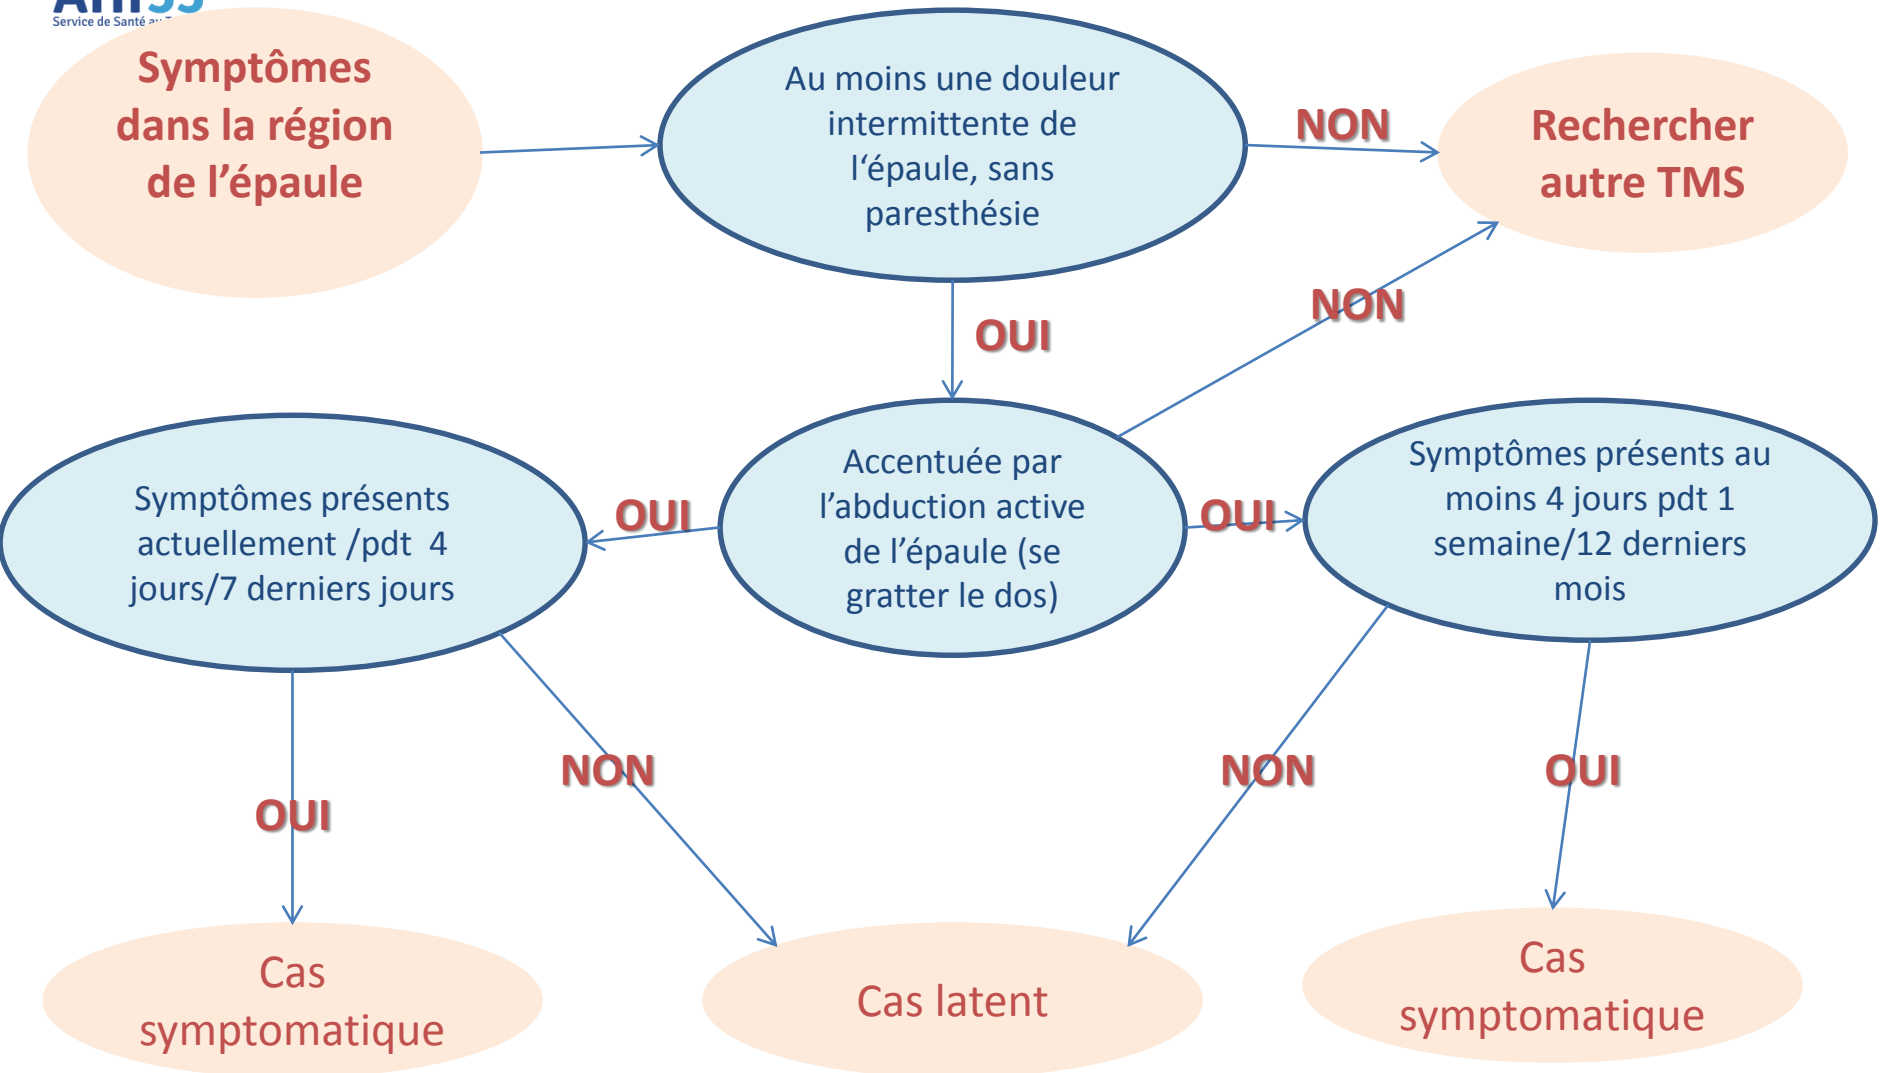 Service de Santé au
Symptômes
dans la région
de l’épaule
Au moins une douleur
intermittente de
l‘épaule, sans
paresthésie
NON
Rechercher
autre TMS
OUI
NON
Symptômes présents
actuellement /pdt 4
jours/7 derniers jours
OUI
Accentuée par
l’abduction active
de l’épaule (se
gratter le dos)
OUI
Symptômes présents au
moins 4 jours pdt 1
semaine/12 derniers
mois
OUI
NON
NON
OUI
Cas
symptomatique
Cas latent
Cas
symptomatique